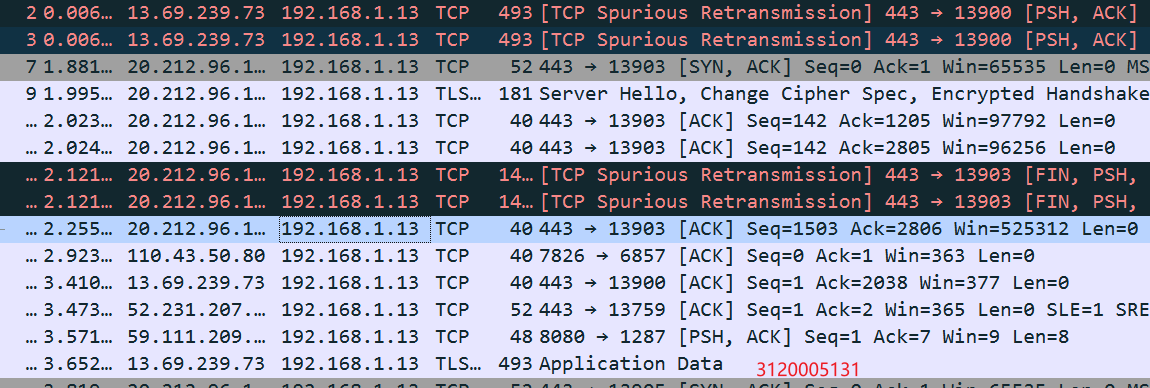 2 0.006… 13.69.239.73 192.168.1.13 TCP 493 [TCP Spurious Retransmission] 443 → 13900 [PSH, ACK]
3 0.006… 13.69.239.73 192.168.1.13 TCP 493 [TCP Spurious Retransmission] 443 → 13900 [PSH, ACK]
7 1.881… 20.212.96.1… 192.168.1.13 TCP 52 443 → 13903 [SYN, ACK] Seq=0 Ack=1 Win=65535 Len=0 MS
9 1.995… 20.212.96.1… 192.168.1.13 TLS… 181 Server Hello, Change Cipher Spec, Encrypted Handshake
… 2.023… 20.212.96.1… 192.168.1.13 TCP 40 443 → 13903 [ACK] Seq=142 Ack=1205 Win=97792 Len=0
… 2.024… 20.212.96.1… 192.168.1.13 TCP 40 443 → 13903 [ACK] Seq=142 Ack=2805 Win=96256 Len=0
… 2.121… 20.212.96.1… 192.168.1.13 TCP 14… [TCP Spurious Retransmission] 443 → 13903 [FIN, PSH,
… 2.121… 20.212.96.1… 192.168.1.13 TCP 14… [TCP Spurious Retransmission] 443 → 13903 [FIN, PSH,
… 2.255… 20.212.96.1… 192.168.1.13 TCP 40 443 → 13903 [ACK] Seq=1503 Ack=2806 Win=525312 Len=0
… 2.923… 110.43.50.80 192.168.1.13 TCP 40 7826 → 6857 [ACK] Seq=0 Ack=1 Win=363 Len=0
… 3.410… 13.69.239.73 192.168.1.13 TCP 40 443 → 13900 [ACK] Seq=1 Ack=2038 Win=377 Len=0
… 3.473… 52.231.207.… 192.168.1.13 TCP 52 443 → 13759 [ACK] Seq=1 Ack=2 Win=365 Len=0 SLE=1 SRE
… 3.571… 59.111.209.… 192.168.1.13 TCP 48 8080 → 1287 [PSH, ACK] Seq=1 Ack=7 Win=9 Len=8
… 3.652… 13.69.239.73 192.168.1.13 TLS… 493 Application Data
3120005131